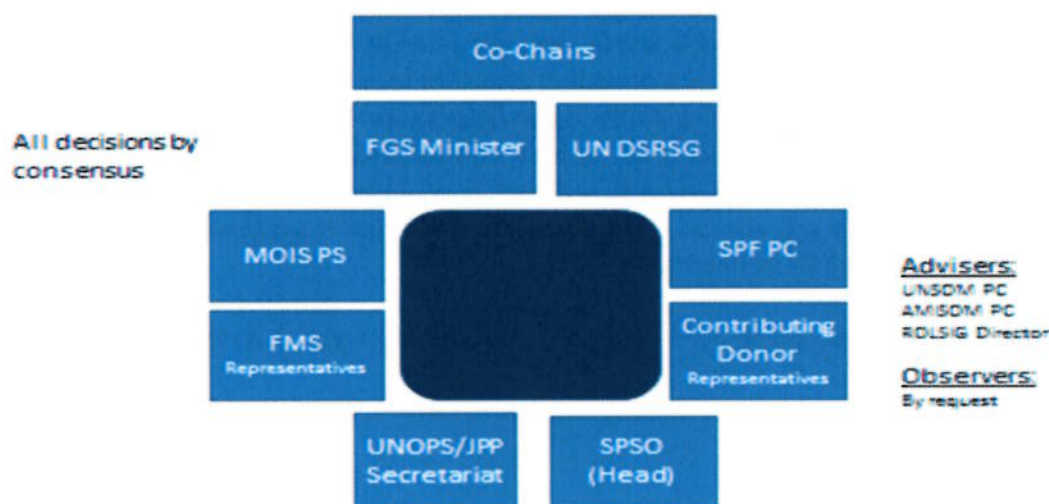 Co-Chairs
All decisions by
consensus
FGS Minister
UN DSRSG
MOIS PS
SPF PC
FMS
Representatives
Contributing
Donor
Representatives
Advisers:
UNSOM PC
AMISOM PC
ROLSIG Director
Observers:
By request
UNOPS/JPP
Secretariat
SPSO
(Head)